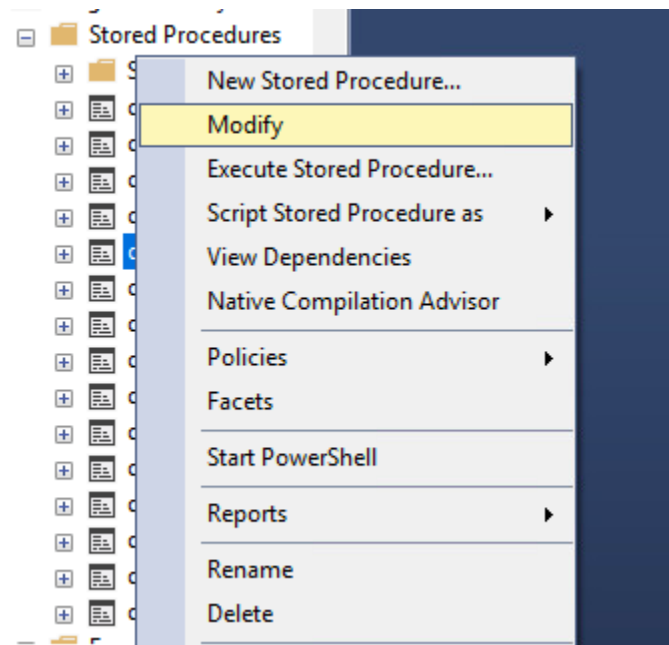 Stored Procedures
New Stored Procedure...
Modify
Execute Stored Procedure...
Script Stored Procedure as
View Dependencies
Native Compilation Advisor
Policies
Facets
Start PowerShell
Reports
Rename
Delete